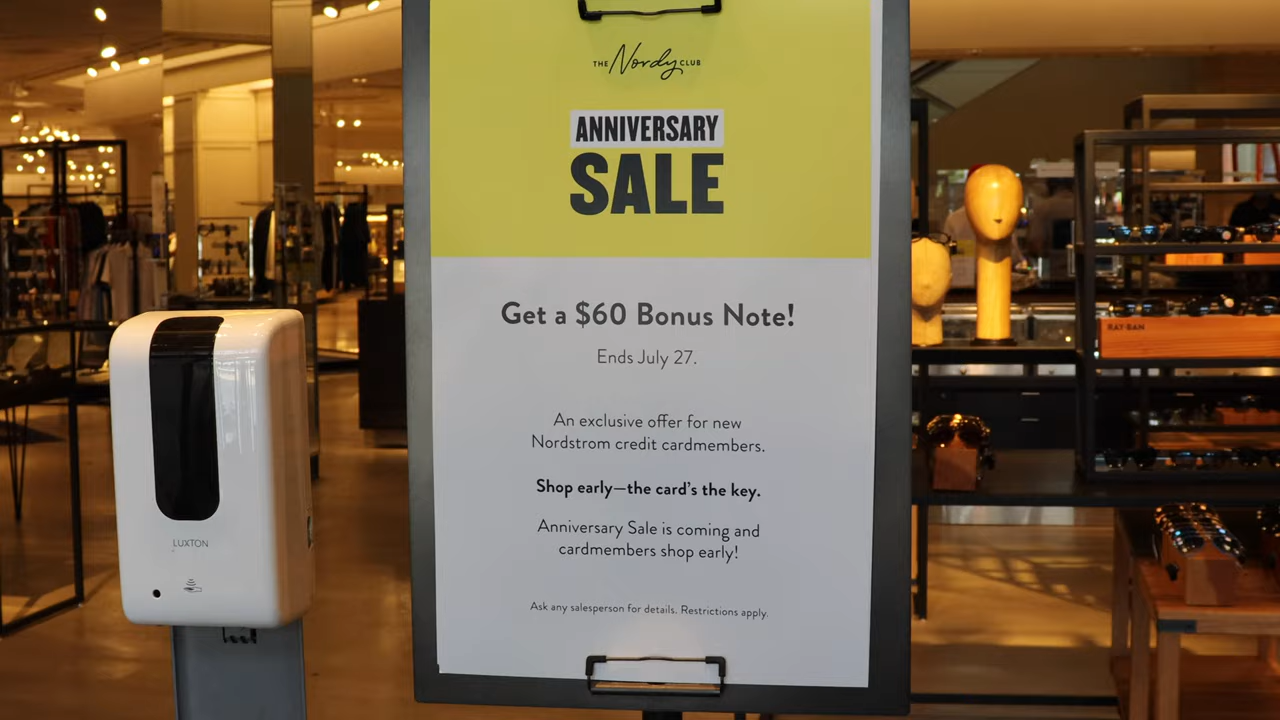 THE Nordy CLUB
ANNIVERSARY
SALE
Get a $60 Bonus Note!
Ends July 27.
An exclusive offer for new
Nordstrom credit cardmembers.
Shop early—the card's the key.
Anniversary Sale is coming and
cardmembers shop early!
Ask any salesperson for details. Restrictions apply.
LUXTON
RAY-BAN